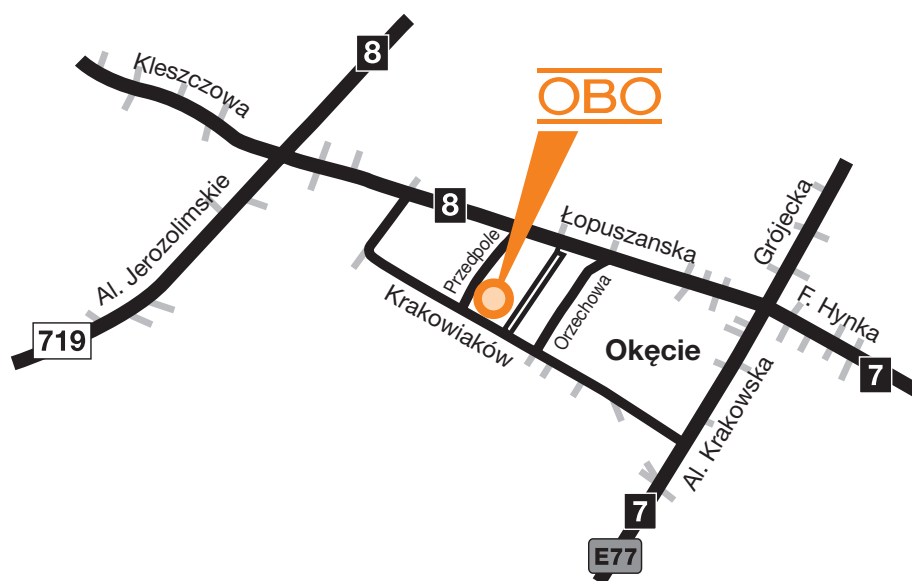 8
Kleszczowa
OBO
8
Łopuszanska
Grójecka
Al. Jerozolimskie
Przedpole
Orzechowa
F. Hynka
719
Krakowiaków
Okęcie
7
Al. Krakowska
7
E77